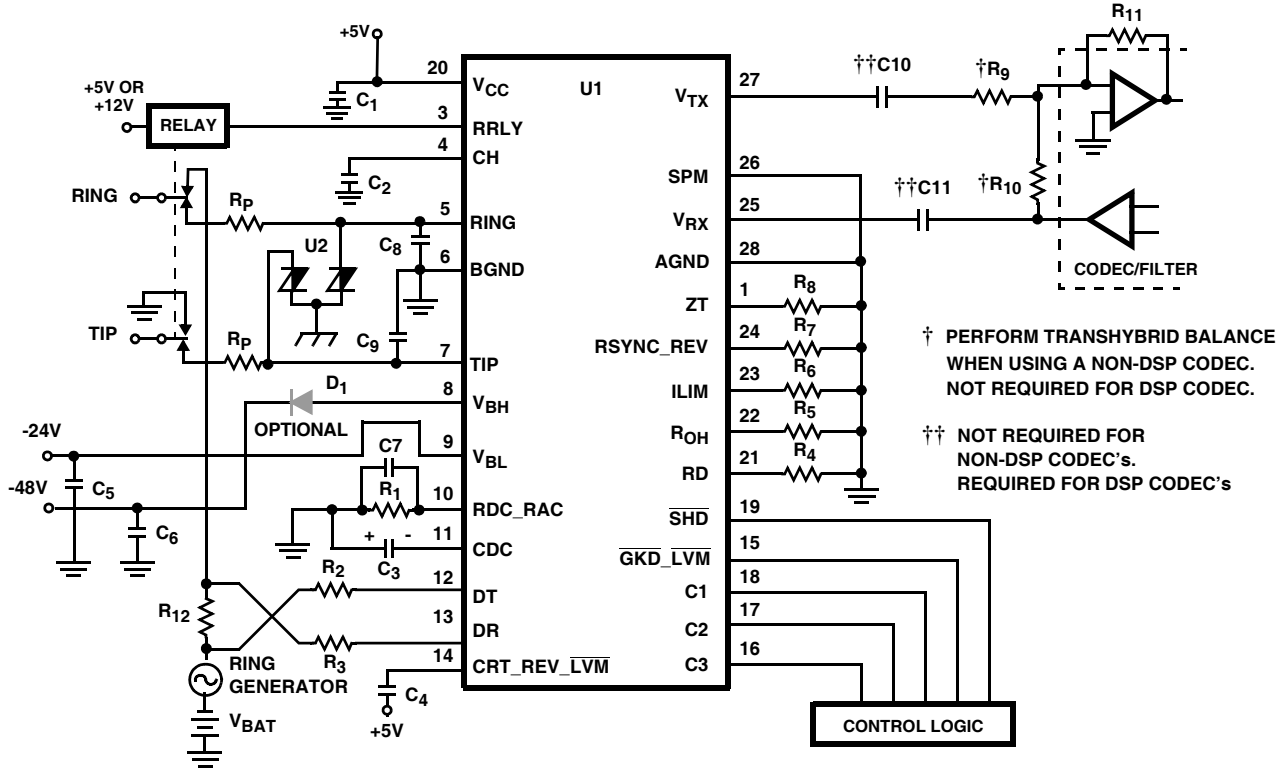 +5V
+5V OR
+12V
RELAY
RING
RP
U2
TIP
RP
D1
OPTIONAL
-24V
-48V
C5
C6
C7
R1
+ -
C3
R2
R12
R3
RING
GENERATOR
VBAT
C4
+5V
C1
C2
C8
C9
20
3
4
5
6
7
8
9
10
11
12
13
14
U1
VCC
RRLY
CH
RING
BGND
TIP
VBH
VBL
RDC_RAC
CDC
DT
DR
CRT_REV_LVM
VTX
SPM
VRX
AGND
ZT
RSYNC_REV
ILIM
ROH
RD
SHD
GKD_LVM
C1
C2
C3
27
26
25
28
1
24
23
22
21
19
15
18
17
16
R8
R7
R6
R5
R4
††C10
†R9
R11
†R10
††C11
CODEC/FILTER
† PERFORM TRANSHYBRID BALANCE
WHEN USING A NON-DSP CODEC.
NOT REQUIRED FOR DSP CODEC.
†† NOT REQUIRED FOR
NON-DSP CODEC's.
REQUIRED FOR DSP CODEC's
CONTROL LOGIC